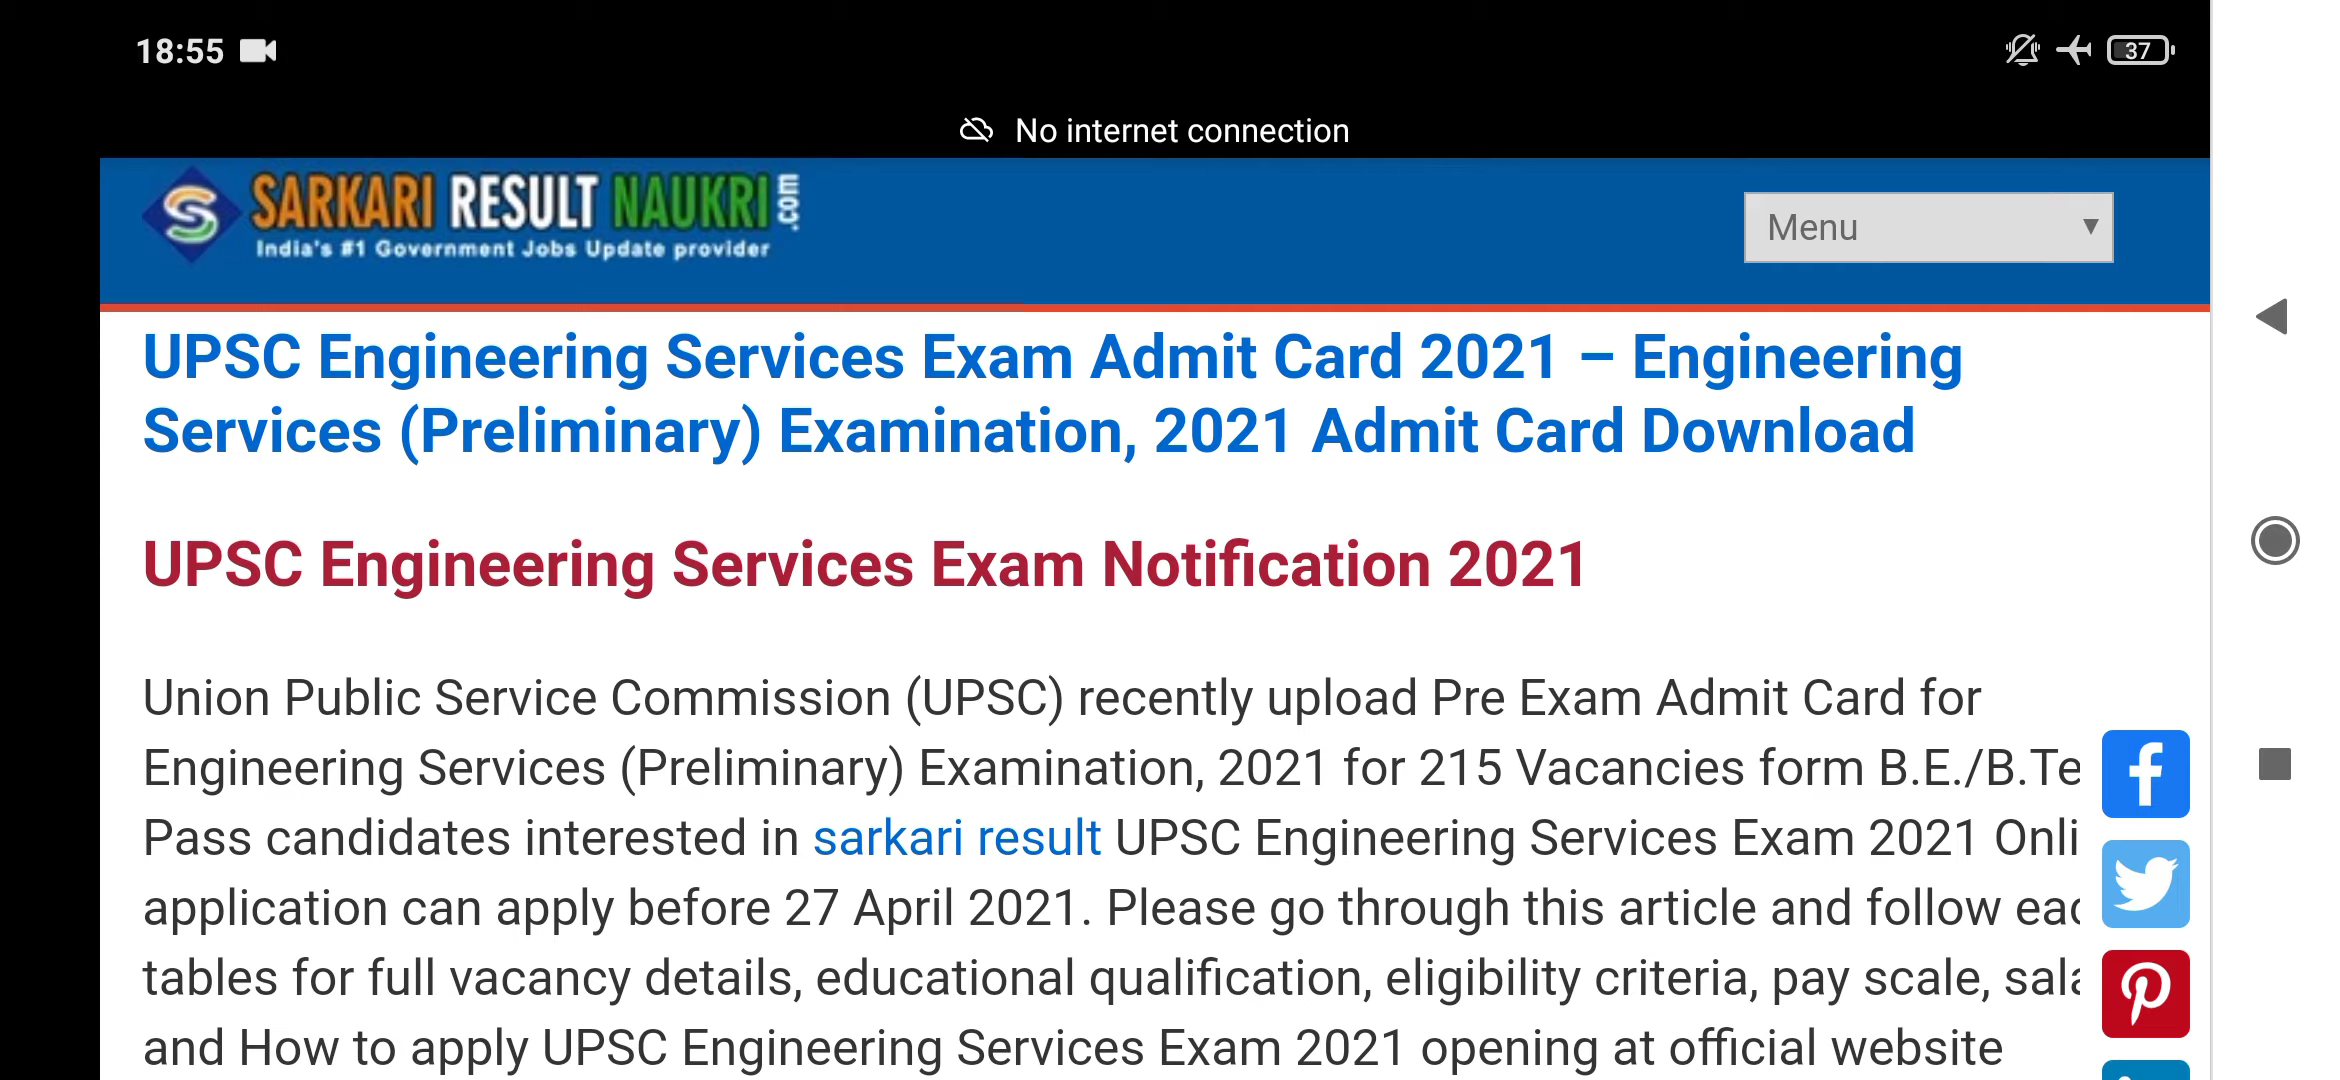 18:55
37
No internet connection
SARKARI RESULT NAUKRI .com
India's #1 Government Jobs Update provider
Menu
UPSC Engineering Services Exam Admit Card 2021 – Engineering
Services (Preliminary) Examination, 2021 Admit Card Download
UPSC Engineering Services Exam Notification 2021
Union Public Service Commission (UPSC) recently upload Pre Exam Admit Card for
Engineering Services (Preliminary) Examination, 2021 for 215 Vacancies form B.E./B.Te
Pass candidates interested in sarkari result UPSC Engineering Services Exam 2021 Onli
application can apply before 27 April 2021. Please go through this article and follow eac
tables for full vacancy details, educational qualification, eligibility criteria, pay scale, sala
and How to apply UPSC Engineering Services Exam 2021 opening at official website